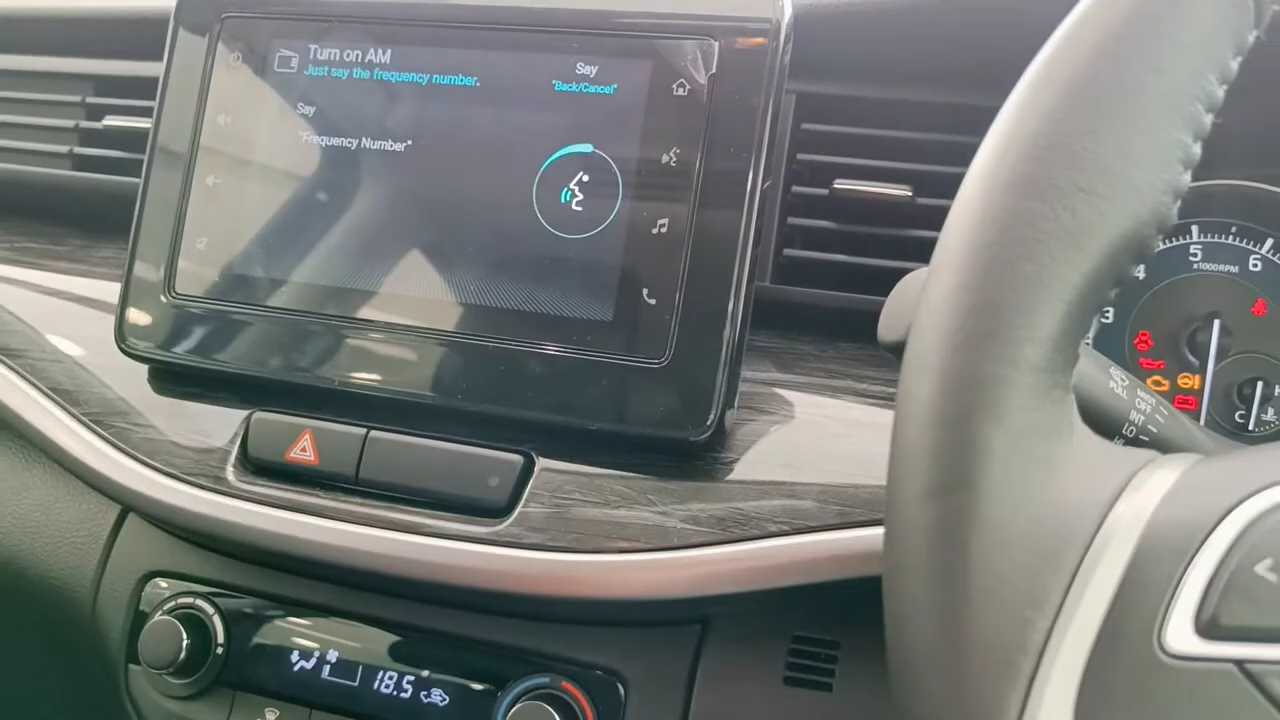 Turn on AM
Just say the frequency number.
Say
"Back/Cancel"
Say
"Frequency Number"
5
6
4
x1000RPM
3
PULL
MIST
OFF
INT
LO
C
H
18.5